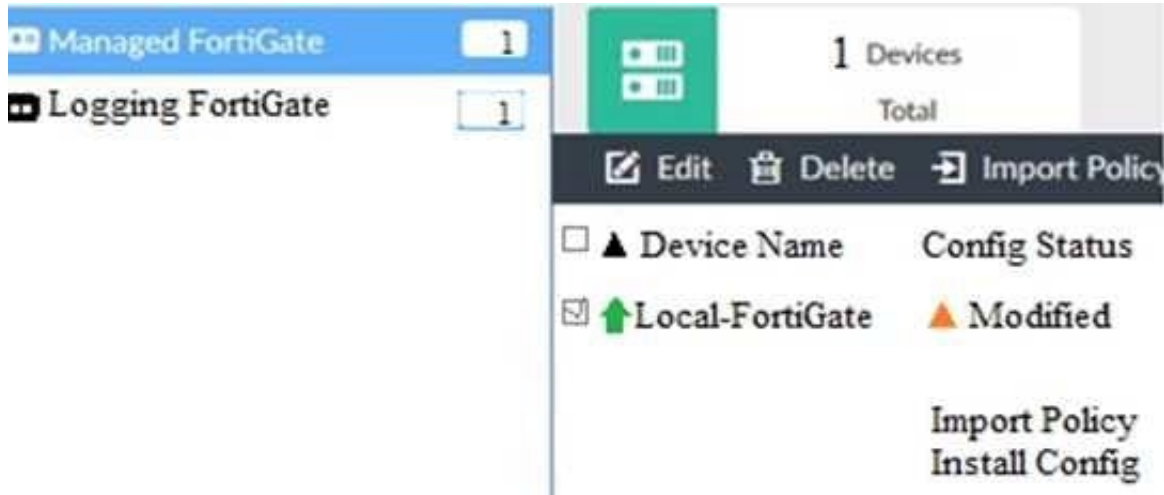 Managed FortiGate 1
Logging FortiGate 1
1 Devices
Total
Edit Delete Import Policy
Device Name Config Status
Local-FortiGate Modified
Import Policy
Install Config